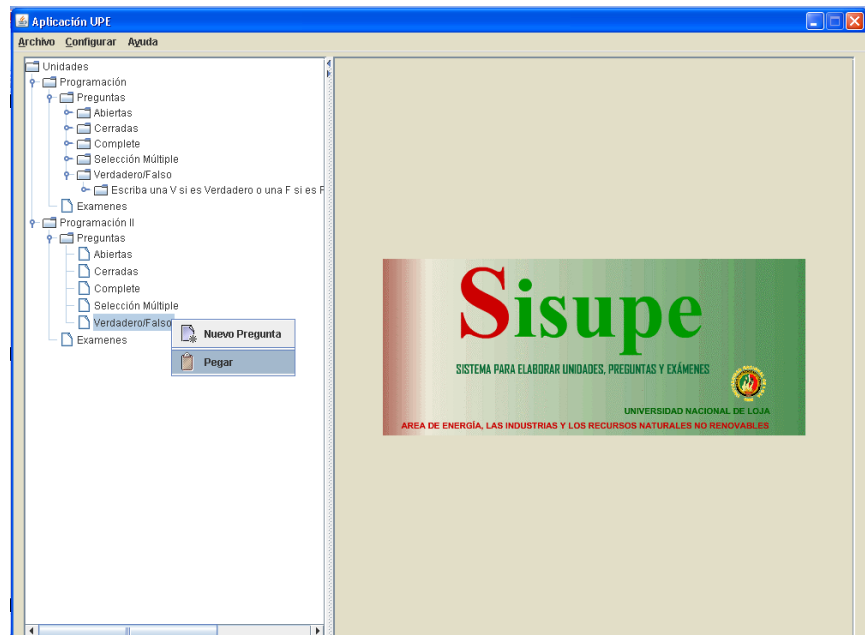 Aplicación UPE
Archivo Configurar Ayuda
Unidades
Programación
Preguntas
Abiertas
Cerradas
Complete
Selección Múltiple
Verdadero/Falso
Escriba una V si es Verdadero o una F si es F
Examenes
Programación II
Preguntas
Abiertas
Cerradas
Complete
Selección Múltiple
Verdadero/Falso
Examenes
Nuevo Pregunta
Pegar
Sisupe
SISTEMA PARA ELABORAR UNIDADES, PREGUNTAS Y EXÁMENES
UNIVERSIDAD NACIONAL DE LOJA
AREA DE ENERGÍA, LAS INDUSTRIAS Y LOS RECURSOS NATURALES NO RENOVABLES